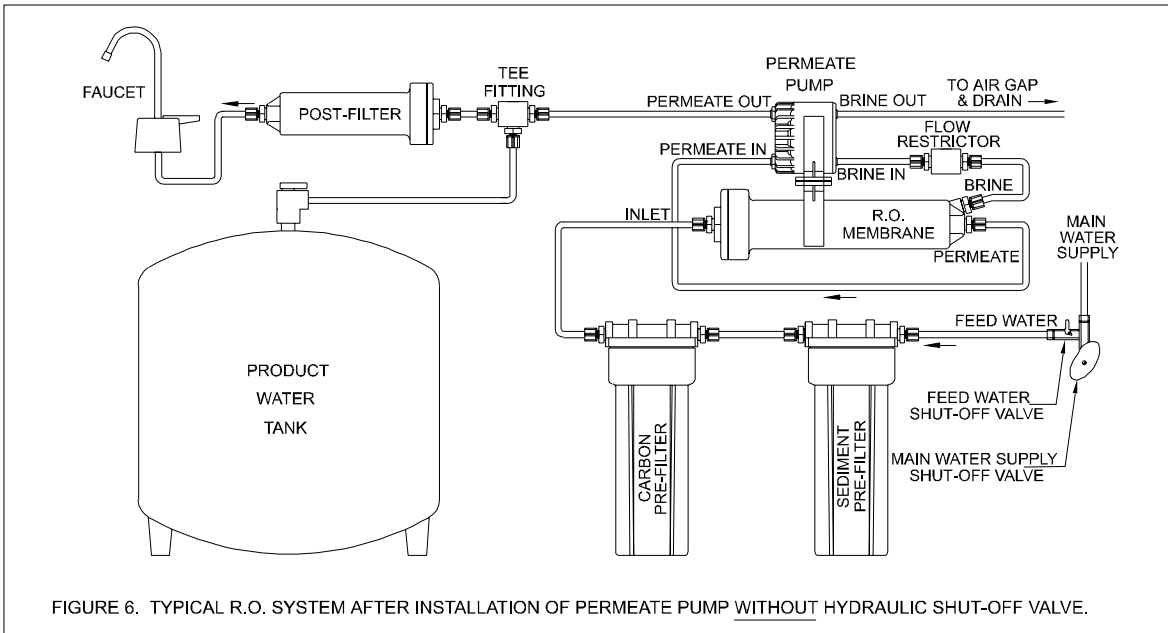 FAUCET
POST-FILTER
TEE
FITTING
PERMEATE
PUMP
PERMEATE OUT
BRINE OUT
TO AIR GAP
& DRAIN
FLOW
RESTRICTOR
PERMEATE IN
BRINE IN
BRINE
INLET
R.O.
MEMBRANE
PERMEATE
MAIN
WATER
SUPPLY
FEED WATER
PRODUCT
WATER
TANK
CARBON
PRE-FILTER
SEDIMENT
PRE-FILTER
FEED WATER
SHUT-OFF VALVE
MAIN WATER SUPPLY
SHUT-OFF VALVE
FIGURE 6. TYPICAL R.O. SYSTEM AFTER INSTALLATION OF PERMEATE PUMP WITHOUT HYDRAULIC SHUT-OFF VALVE.